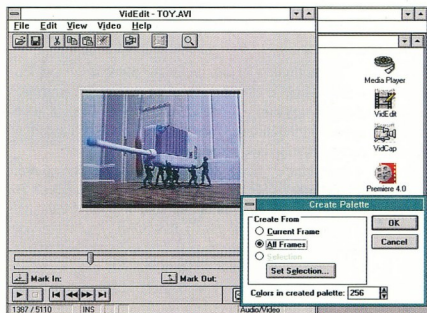 VidEdit - TOY.AVI
File Edit View Video Help
Media Player
VidEdit
VidCap
Premiere 4.0
Create Palette
Create From
Current Frame
All Frames
Selection
Set Selection...
OK
Cancel
Colors in created palette: 256
Mark In:
Mark Out:
1387 / 5110
INS
Audio/Video